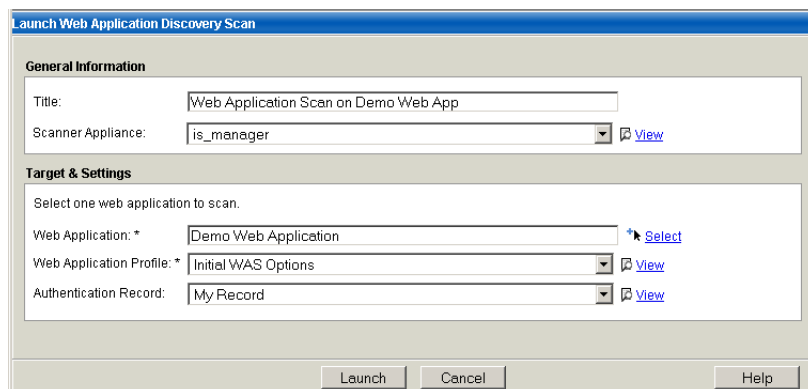 Launch Web Application Discovery Scan
General Information
Title: Web Application Scan on Demo Web App
Scanner Appliance: is_manager View
Target & Settings
Select one web application to scan.
Web Application: * Demo Web Application Select
Web Application Profile: * Initial WAS Options View
Authentication Record: My Record View
Launch Cancel Help